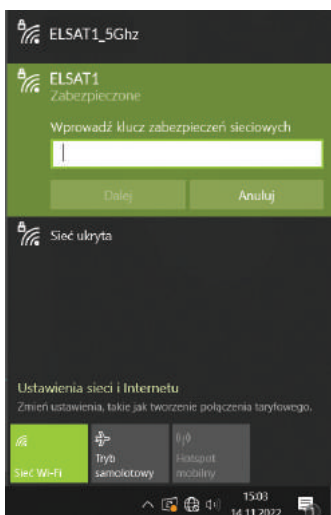 ELSAT1_5Ghz
ELSAT1
Zabezpieczone
Wprowadź klucz zabezpieczeń sieciowych
Dalej Anuluj
Sieć ukryta
Ustawienia sieci i Internetu
Zmień ustawienia, takie jak tworzenie połączenia taryfowego.
Sieć Wi-Fi
Tryb samolotowy
Hotspot mobilny
15:03
14.11.2022